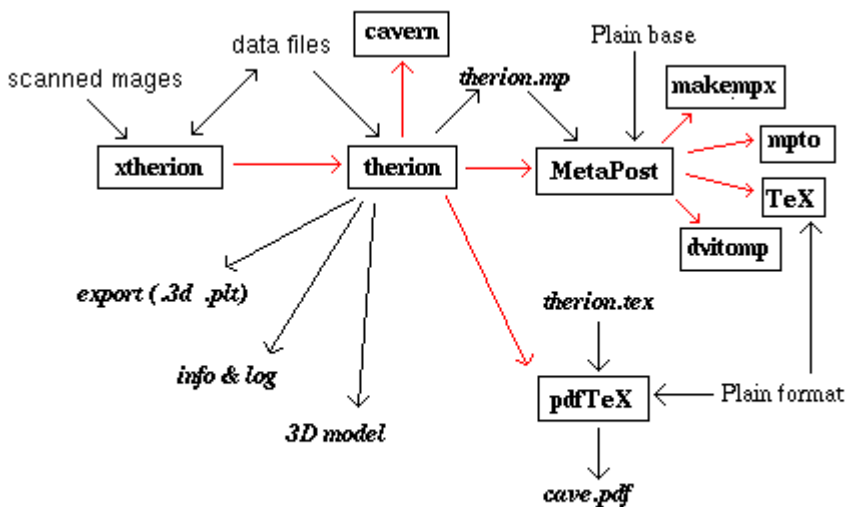 cavern
data files
Plain base
scanned mages
therion.mp
makempx
mpto
xtherion
therion
MetaPost
TeX
dvitomp
export (.3d .plt)
therion.tex
info & log
pdfTeX
Plain format
3D model
cave.pdf